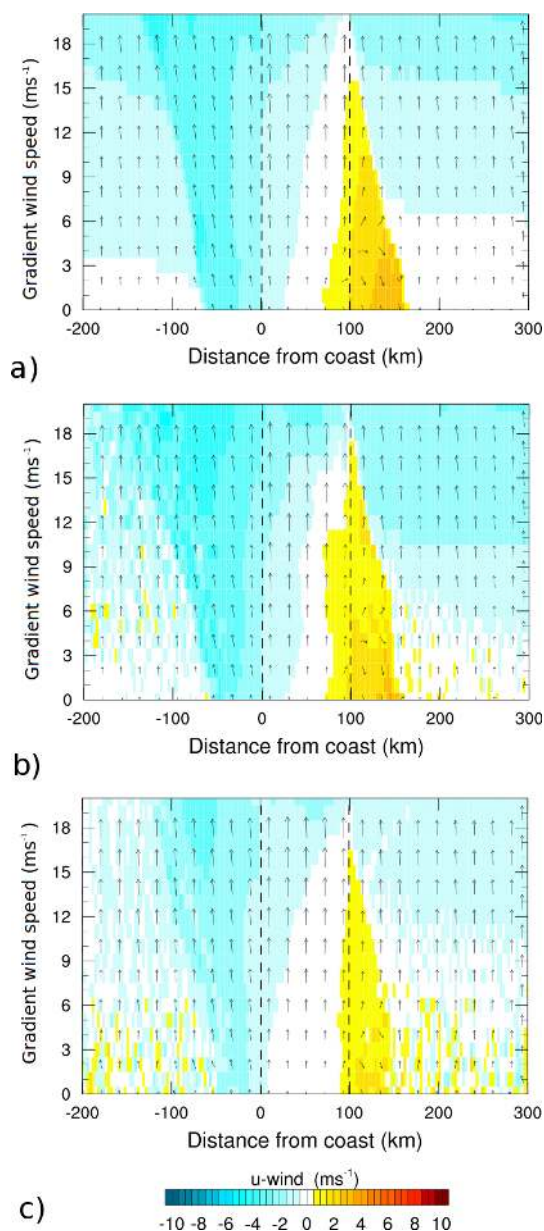 18
15
12
9
6
3
0
Gradient wind speed (ms-1)
-200 -100 0 100 200 300
Distance from coast (km)
a)
18
15
12
9
6
3
0
Gradient wind speed (ms-1)
-200 -100 0 100 200 300
Distance from coast (km)
b)
18
15
12
9
6
3
0
Gradient wind speed (ms-1)
-200 -100 0 100 200 300
Distance from coast (km)
u-wind (ms-1)
c)
-10 -8 -6 -4 -2 0 2 4 6 8 10